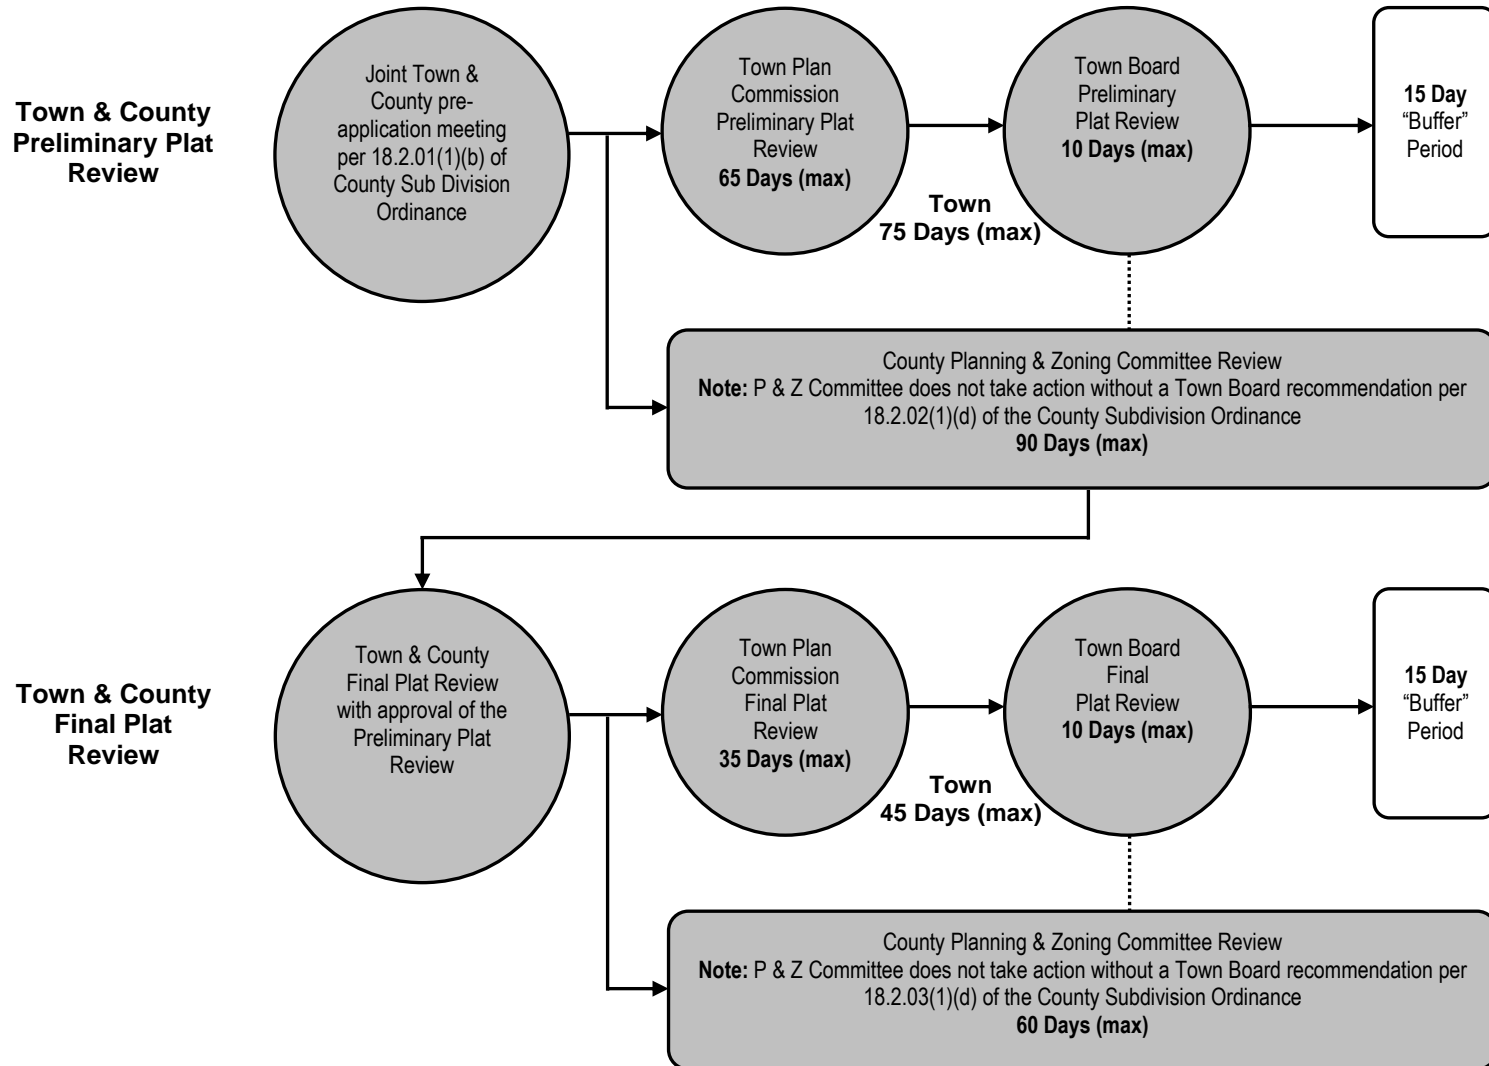 Town & County
Preliminary Plat
Review
Joint Town &
County pre-
application meeting
per 18.2.01(1)(b) of
County Sub Division
Ordinance
Town Plan
Commission
Preliminary Plat
Review
65 Days (max)
Town
75 Days (max)
Town Board
Preliminary
Plat Review
10 Days (max)
15 Day
“Buffer”
Period
County Planning & Zoning Committee Review
Note: P & Z Committee does not take action without a Town Board recommendation per
18.2.02(1)(d) of the County Subdivision Ordinance
90 Days (max)
Town & County
Final Plat
Review
Town & County
Final Plat Review
with approval of the
Preliminary Plat
Review
Town Plan
Commission
Final Plat
Review
35 Days (max)
Town
45 Days (max)
Town Board
Final
Plat Review
10 Days (max)
15 Day
“Buffer”
Period
County Planning & Zoning Committee Review
Note: P & Z Committee does not take action without a Town Board recommendation per
18.2.03(1)(d) of the County Subdivision Ordinance
60 Days (max)